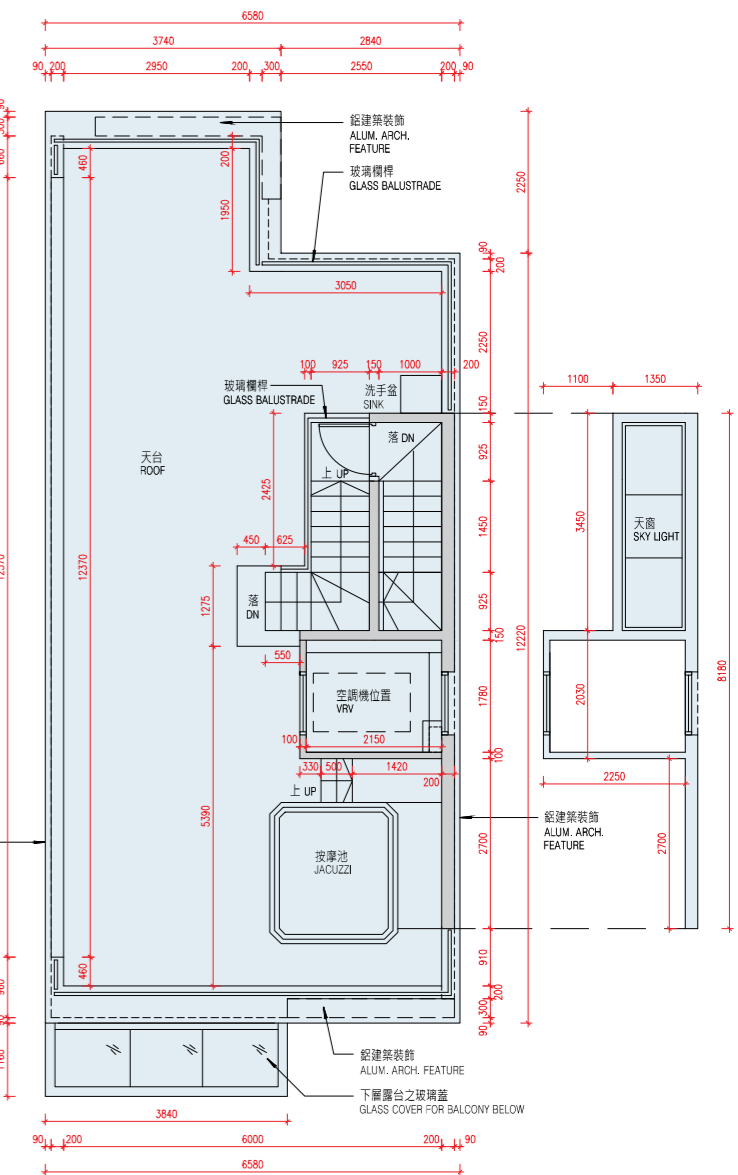 6580
3740
2840
90
200
2950
200
300
2550
200
90
鋁建築裝飾
ALUM. ARCH.
FEATURE
玻璃欄桿
GLASS BALUSTRADE
90
300
660
460
200
1950
2250
90
200
3050
2250
100
925
150
1000
200
玻璃欄桿
GLASS BALUSTRADE
洗手盆
SINK
150
1100
1350
落 DN
上 UP
925
天台
ROOF
2425
3450
天窗
SKY LIGHT
1450
450
625
12370
12370
落
DN
1275
925
150
12220
550
8180
空調機位置
VRV
1780
2030
100
2150
100
330
500
1420
200
2250
上 UP
鋁建築裝飾
ALUM. ARCH.
FEATURE
5390
按摩池
JACUZZI
2700
2700
460
910
960
200
300
90
90
1160
鋁建築裝飾
ALUM. ARCH. FEATURE
下層露台之玻璃蓋
GLASS COVER FOR BALCONY BELOW
3840
90
200
6000
200
90
6580